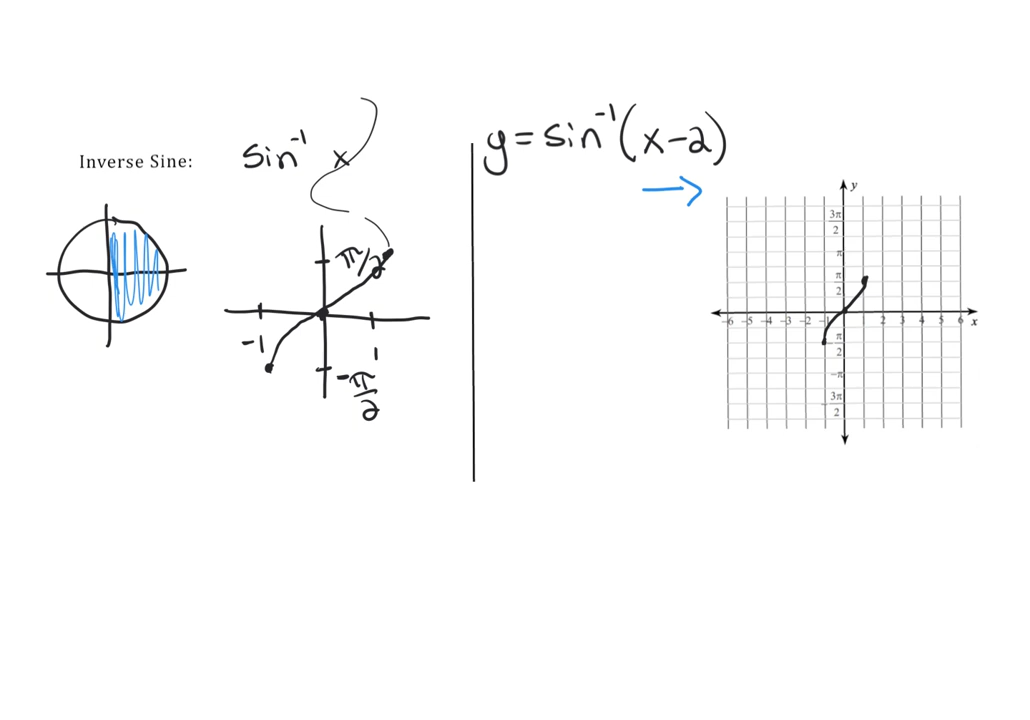 Inverse Sine:
sin⁻¹ x
π/2
-1
1
-π/2
y = sin⁻¹(x-2)
y
3π/2
π
π/2
-6 -5 -4 -3 -2 -1 2 3 4 5 6 x
π/2
-π
3π/2